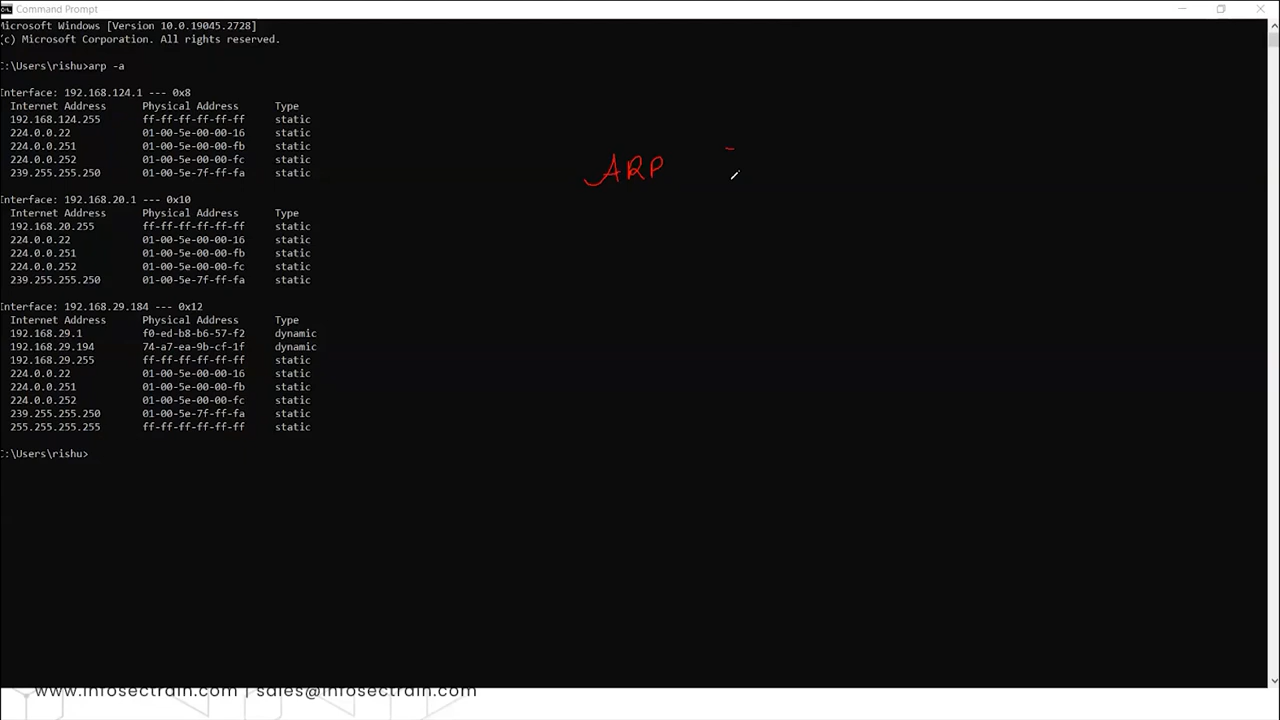 Command Prompt
Microsoft Windows [Version 10.0.19045.2728]
(c) Microsoft Corporation. All rights reserved.
C:\Users\rishu>arp -a
Interface: 192.168.124.1 --- 0x8
Internet Address Physical Address Type
192.168.124.255 ff-ff-ff-ff-ff-ff static
224.0.0.22 01-00-5e-00-00-16 static
224.0.0.251 01-00-5e-00-00-fb static
224.0.0.252 01-00-5e-00-00-fc static
239.255.255.250 01-00-5e-7f-ff-fa static
ARP
Interface: 192.168.20.1 --- 0x10
Internet Address Physical Address Type
192.168.20.255 ff-ff-ff-ff-ff-ff static
224.0.0.22 01-00-5e-00-00-16 static
224.0.0.251 01-00-5e-00-00-fb static
224.0.0.252 01-00-5e-00-00-fc static
239.255.255.250 01-00-5e-7f-ff-fa static
Interface: 192.168.29.184 --- 0x12
Internet Address Physical Address Type
192.168.29.1 f0-ed-b8-b6-57-f2 dynamic
192.168.29.194 74-a7-ea-9b-cf-1f dynamic
192.168.29.255 ff-ff-ff-ff-ff-ff static
224.0.0.22 01-00-5e-00-00-16 static
224.0.0.251 01-00-5e-00-00-fb static
224.0.0.252 01-00-5e-00-00-fc static
239.255.255.250 01-00-5e-7f-ff-fa static
255.255.255.255 ff-ff-ff-ff-ff-ff static
C:\Users\rishu>
www.infosectrain.com | sales@infosectrain.com